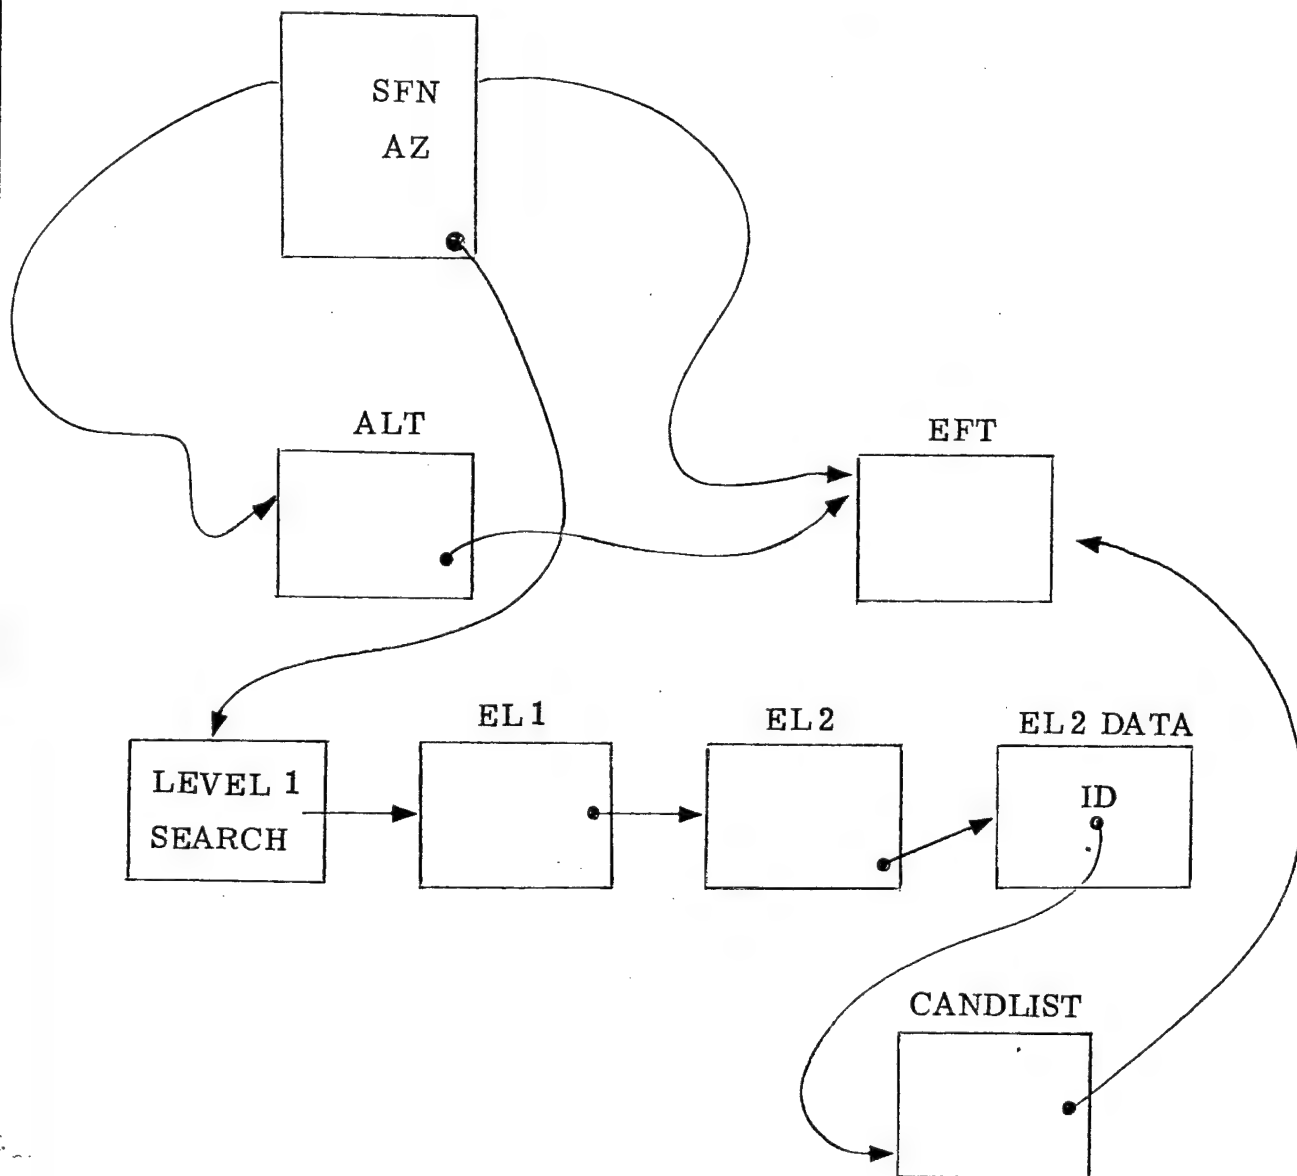 SFN
AZ
ALT
EFT
EL1
EL2
EL2 DATA
LEVEL 1
SEARCH
ID
CANDLIST